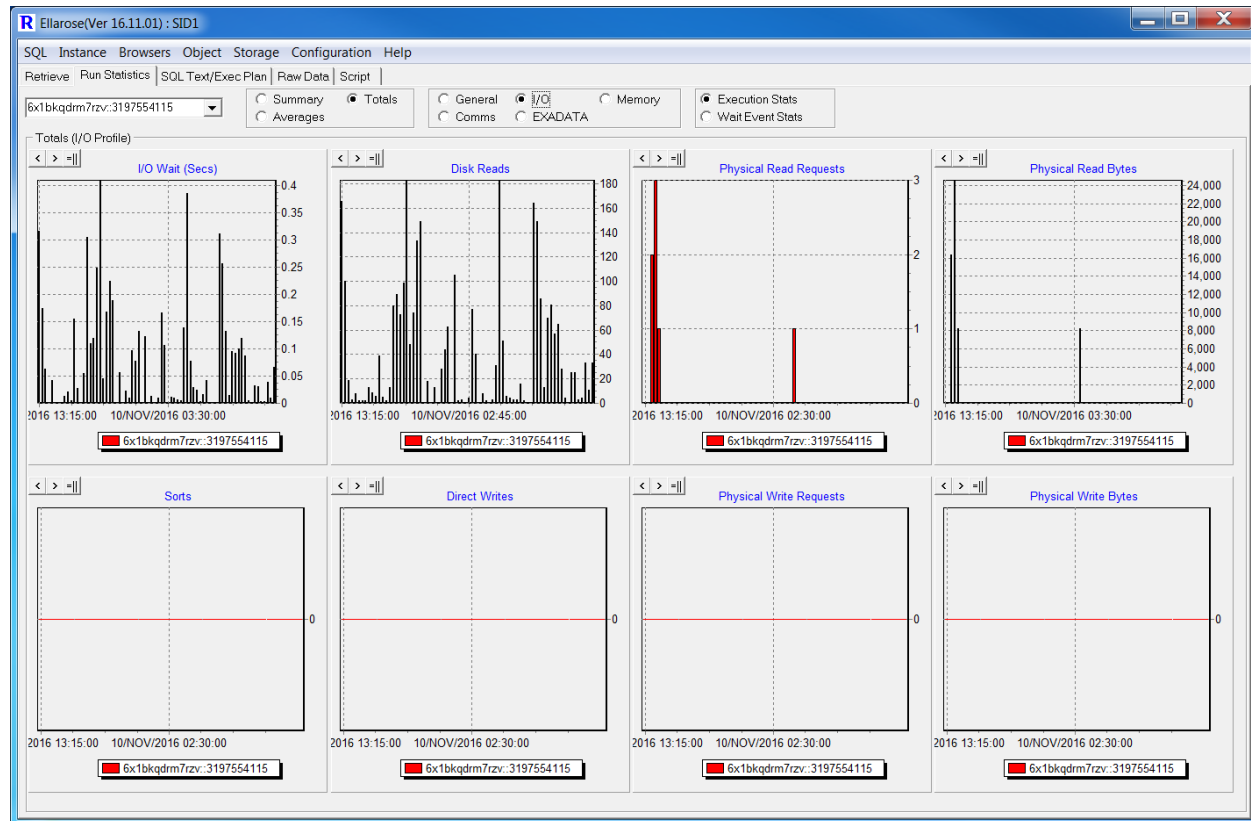 R Ellarose(Ver 16.11.01) : SID1
SQL Instance Browsers Object Storage Configuration Help
Retrieve Run Statistics SQL Text/Exec Plan Raw Data Script
6x1bkqdrm7rzv::3197554115
Summary Totals
Averages
General I/O Memory
Comms EXADATA
Execution Stats
Wait Event Stats
Totals (I/O Profile)
< > =||
I/O Wait (Secs)
0.4
0.35
0.3
0.25
0.2
0.15
0.1
0.05
0
2016 13:15:00 10/NOV/2016 03:30:00
6x1bkqdrm7rzv::3197554115
< > =||
Disk Reads
180
160
140
120
100
80
60
40
20
0
2016 13:15:00 10/NOV/2016 02:45:00
6x1bkqdrm7rzv::3197554115
< > =||
Physical Read Requests
3
2
1
0
2016 13:15:00 10/NOV/2016 02:30:00
6x1bkqdrm7rzv::3197554115
< > =||
Physical Read Bytes
24,000
22,000
20,000
18,000
16,000
14,000
12,000
10,000
8,000
6,000
4,000
2,000
0
2016 13:15:00 10/NOV/2016 03:30:00
6x1bkqdrm7rzv::3197554115
< > =||
Sorts
0
2016 13:15:00 10/NOV/2016 02:30:00
6x1bkqdrm7rzv::3197554115
< > =||
Direct Writes
0
2016 13:15:00 10/NOV/2016 02:30:00
6x1bkqdrm7rzv::3197554115
< > =||
Physical Write Requests
0
2016 13:15:00 10/NOV/2016 02:30:00
6x1bkqdrm7rzv::3197554115
< > =||
Physical Write Bytes
0
2016 13:15:00 10/NOV/2016 02:30:00
6x1bkqdrm7rzv::3197554115